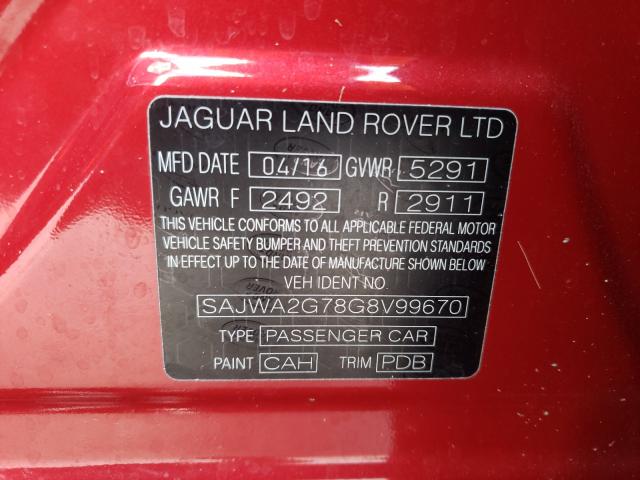 JAGUAR LAND ROVER LTD
MFD DATE 04/16 GVWR 5291
GAWR F 2492 R 2911
THIS VEHICLE CONFORMS TO ALL APPLICABLE FEDERAL MOTOR
VEHICLE SAFETY BUMPER AND THEFT PREVENTION STANDARDS
IN EFFECT UP TO THE DATE OF MANUFACTURE SHOWN BELOW
VEH IDENT NO.
SAJWA2G78G8V99670
TYPE PASSENGER CAR
PAINT CAH TRIM PDB